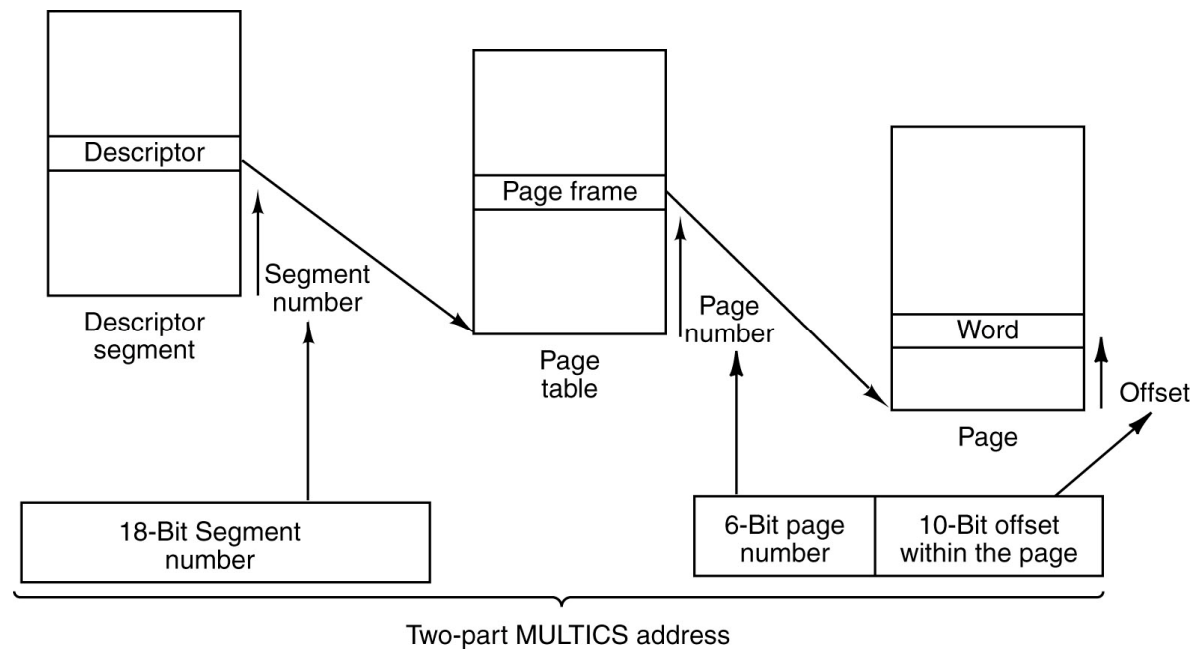 Descriptor
Segment
number
Descriptor
segment
Page frame
Page
number
Page
table
Word
Offset
Page
18-Bit Segment
number
6-Bit page
number
10-Bit offset
within the page
Two-part MULTICS address